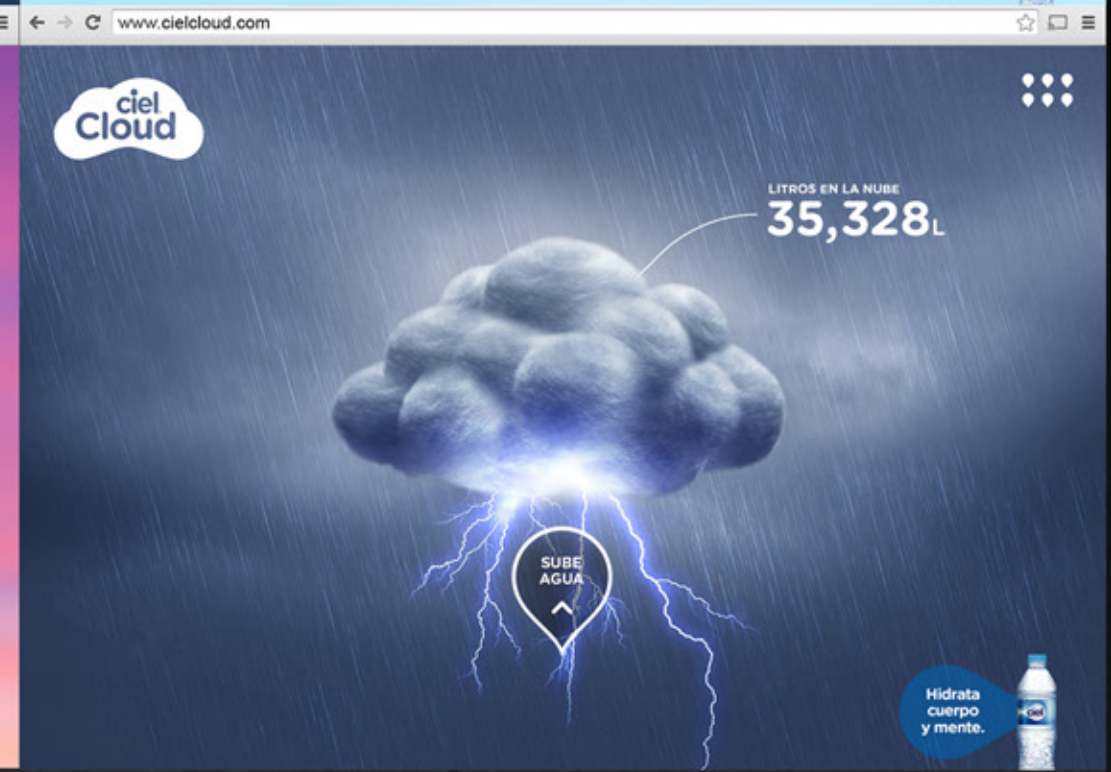 www.cielcloud.com
ciel
Cloud
LITROS EN LA NUBE
35,328L
SUBE
AGUA
Hidrata
cuerpo
y mente.
ciel